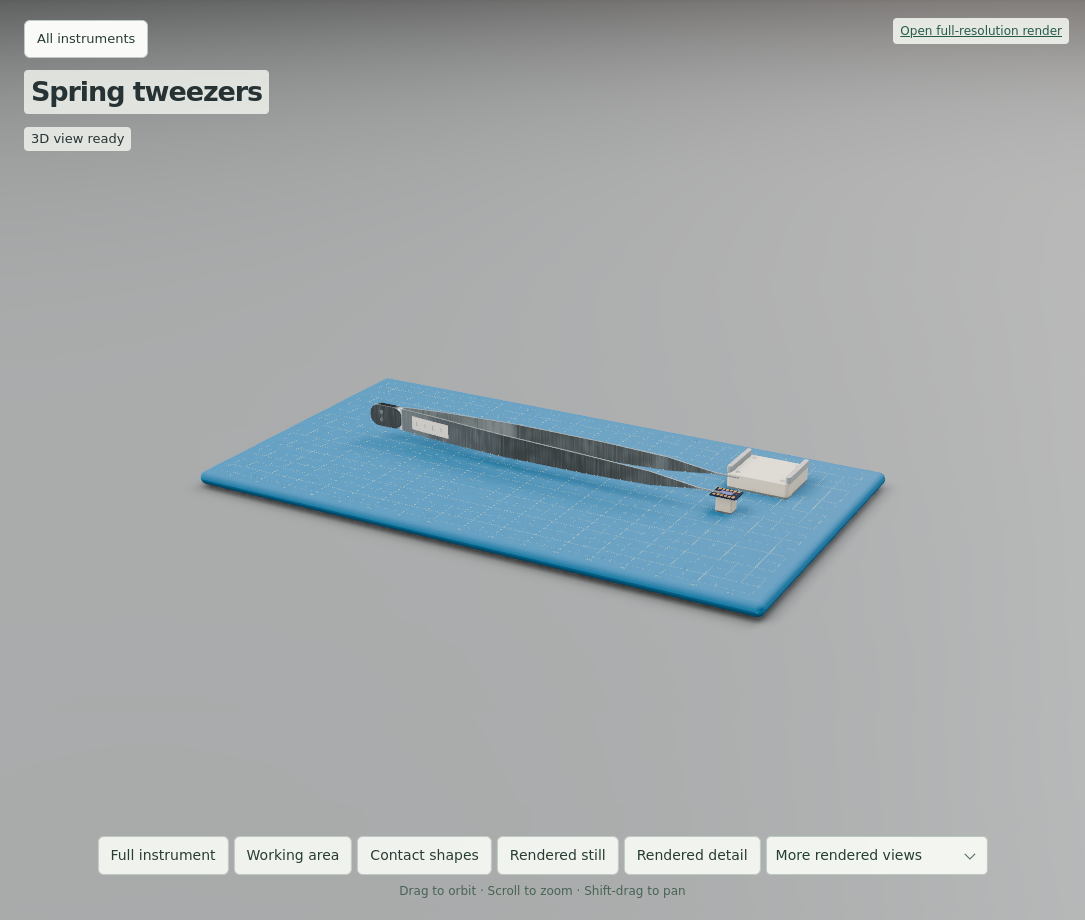 All instruments
Open full-resolution render
Spring tweezers
3D view ready
Full instrument
Working area
Contact shapes
Rendered still
Rendered detail
More rendered views
Drag to orbit · Scroll to zoom · Shift-drag to pan